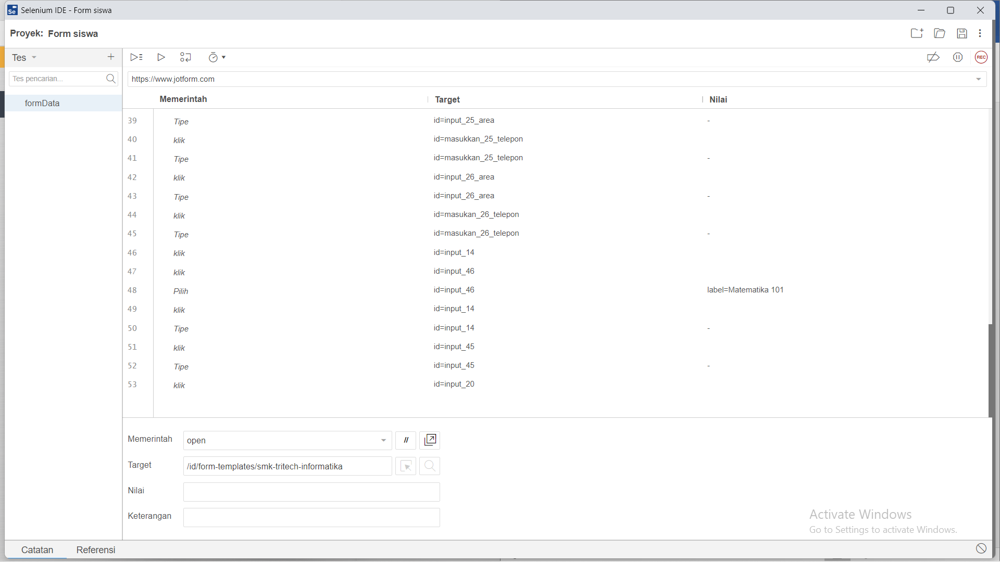 Selenium IDE - Form siswa
Proyek: Form siswa
Tes
REC
Tes pencarian...
https://www.jotform.com
formData
Memerintah Target Nilai
39 Tipe id=input_25_area -
40 klik id=masukkan_25_telepon
41 Tipe id=masukkan_25_telepon -
42 klik id=input_26_area
43 Tipe id=input_26_area -
44 klik id=masukan_26_telepon
45 Tipe id=masukan_26_telepon -
46 klik id=input_14
47 klik id=input_46
48 Pilih id=input_46 label=Matematika 101
49 klik id=input_14
50 Tipe id=input_14 -
51 klik id=input_45
52 Tipe id=input_45 -
53 klik id=input_20
Memerintah open //
Target /id/form-templates/smk-tritech-informatika
Nilai
Keterangan
Activate Windows
Go to Settings to activate Windows.
Catatan Referensi